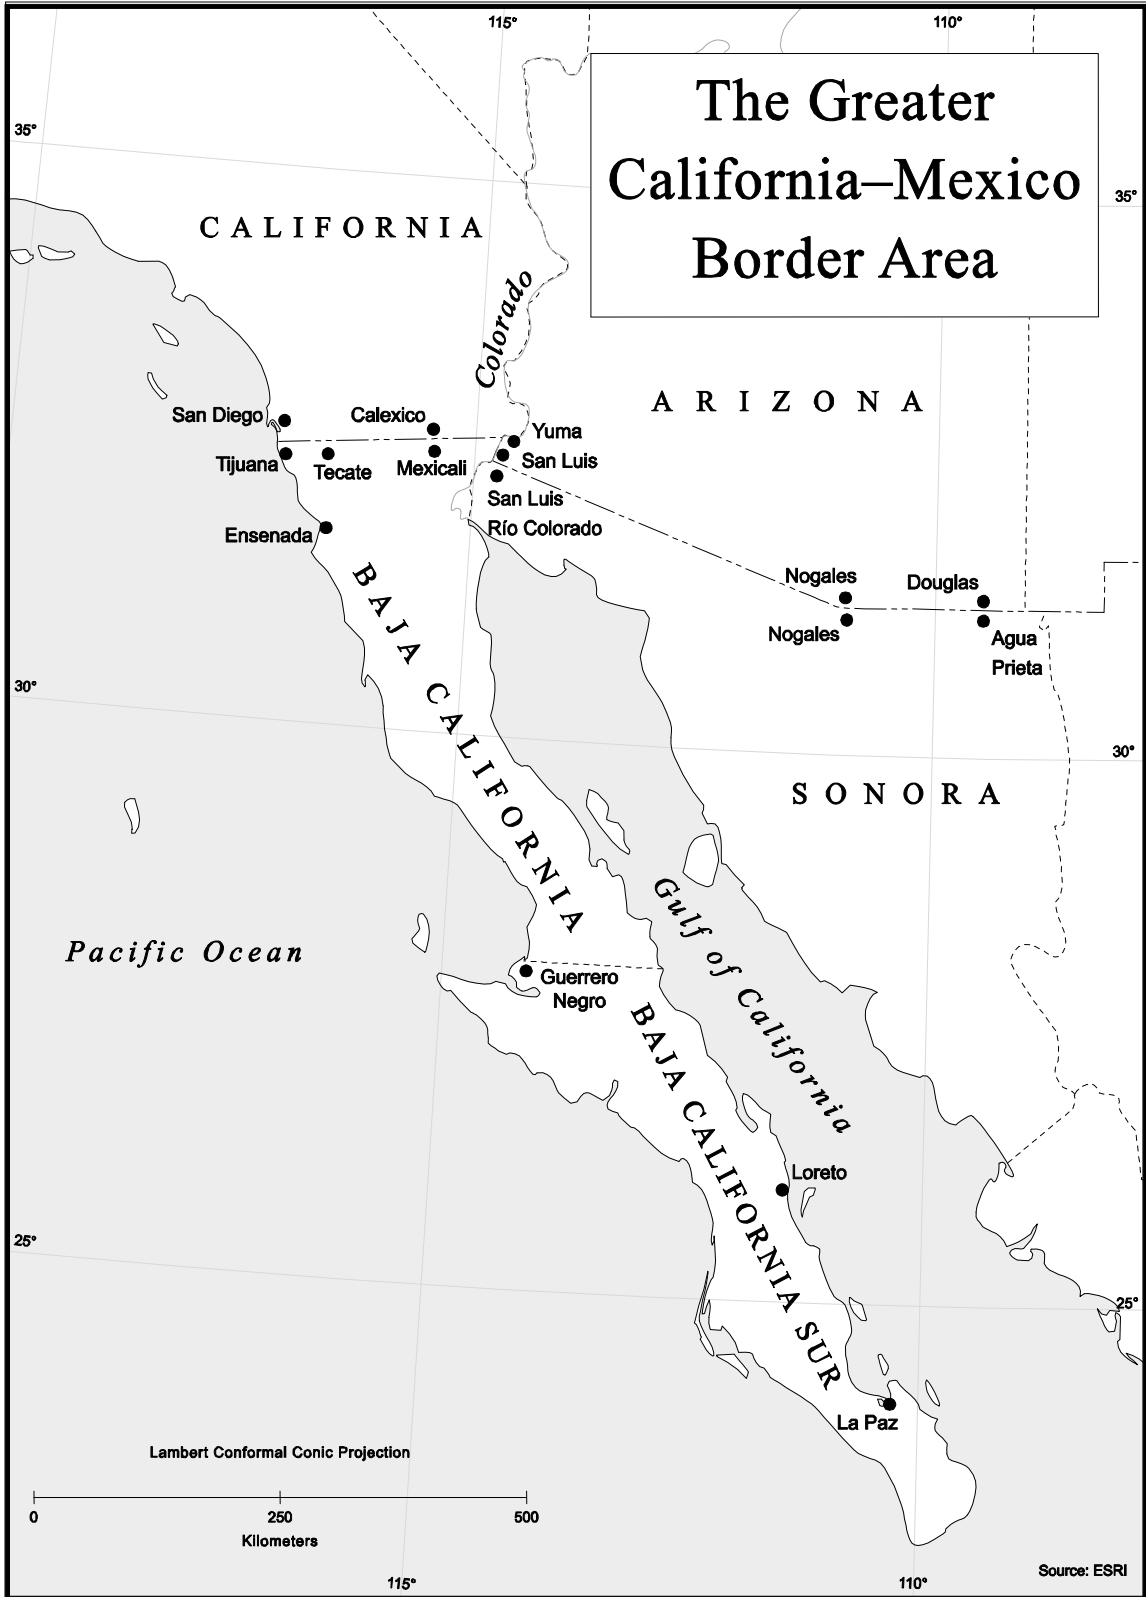 115°
110°
The Greater
California–Mexico
Border Area
35°
35°
CALIFORNIA
Colorado
ARIZONA
San Diego
Calexico
Yuma
Tijuana
Tecate
Mexicali
San Luis
San Luis
Río Colorado
Ensenada
Nogales
Douglas
Nogales
Agua
Prieta
BAJA CALIFORNIA
30°
30°
SONORA
Gulf of California
Pacific Ocean
Guerrero
Negro
BAJA CALIFORNIA SUR
Loreto
25°
25°
La Paz
Lambert Conformal Conic Projection
0 250 500
Kilometers
Source: ESRI
115°
110°